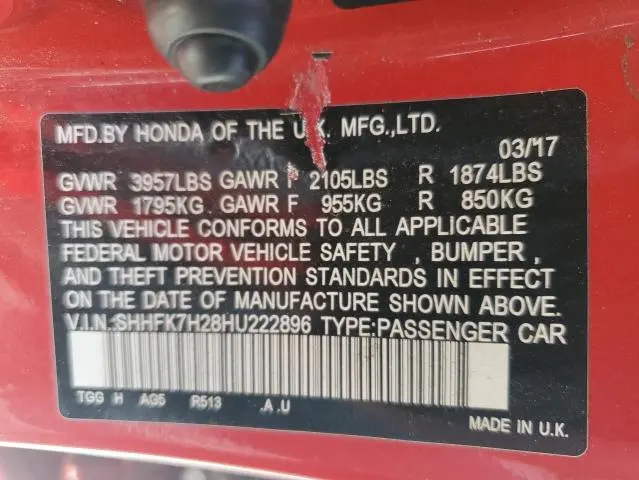 MFD.BY HONDA OF THE U.K. MFG.,LTD.
03/17
GVWR 3957LBS GAWR F 2105LBS R 1874LBS
GVWR 1795KG GAWR F 955KG R 850KG
THIS VEHICLE CONFORMS TO ALL APPLICABLE
FEDERAL MOTOR VEHICLE SAFETY , BUMPER ,
AND THEFT PREVENTION STANDARDS IN EFFECT
ON THE DATE OF MANUFACTURE SHOWN ABOVE.
V.I.N.:SHHFK7H28HU222896 TYPE:PASSENGER CAR
TGG H AG5 R513 .A .U
MADE IN U.K.